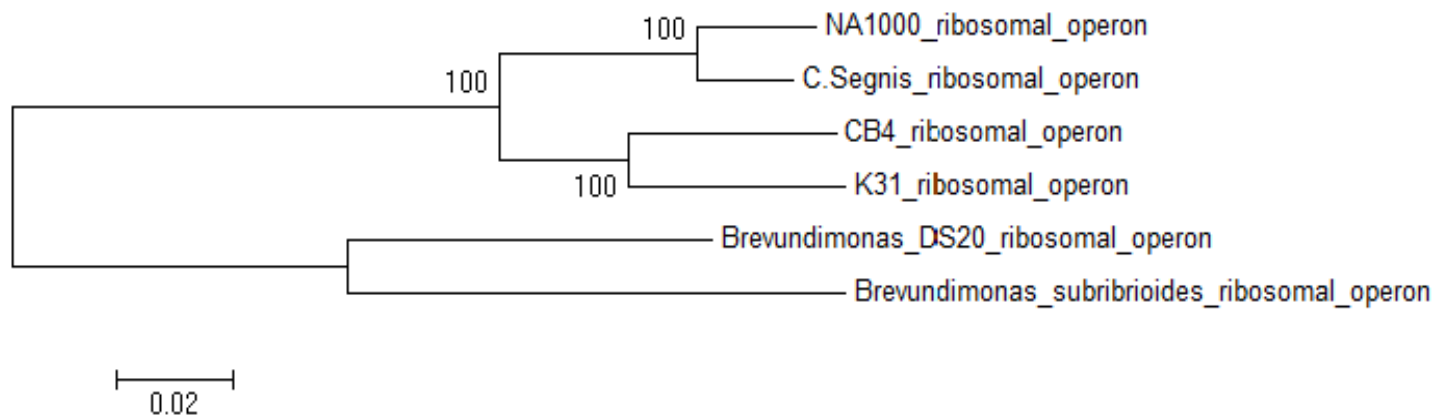 NA1000_ribosomal_operon
100
C.Segnis_ribosomal_operon
100
CB4_ribosomal_operon
100
K31_ribosomal_operon
Brevundimonas_DS20_ribosomal_operon
Brevundimonas_subribrioides_ribosomal_operon
0.02